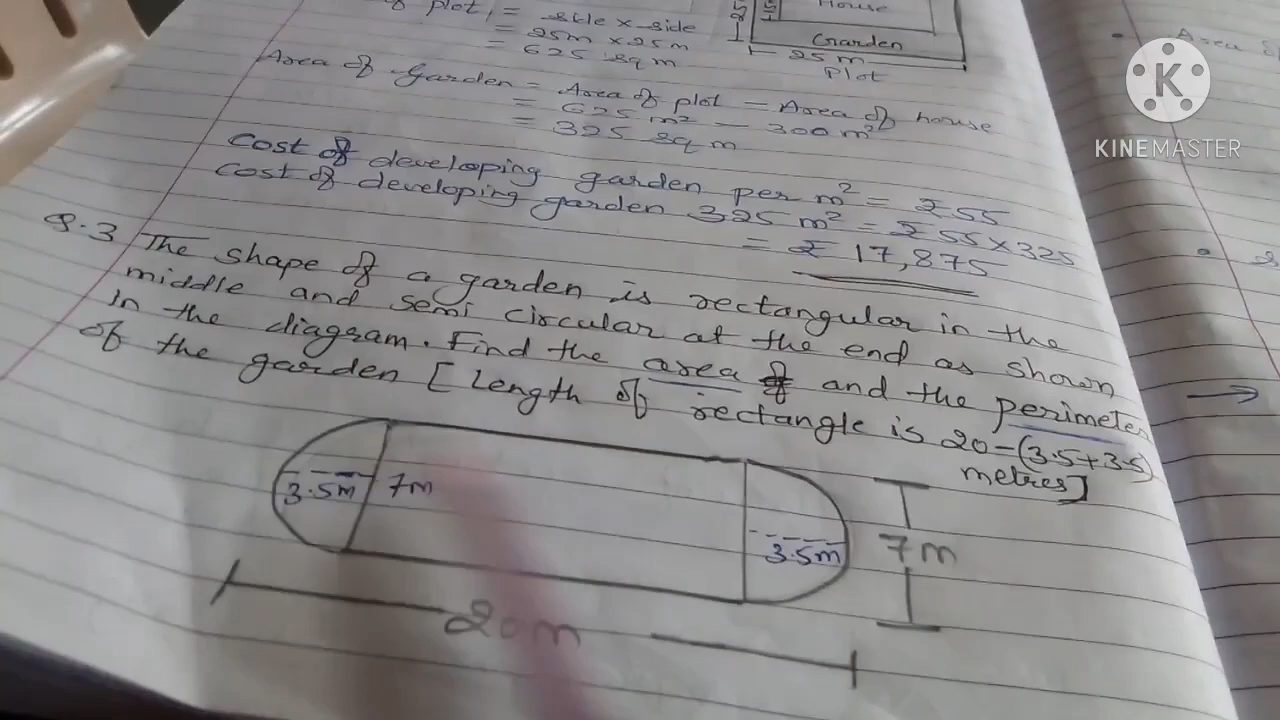 of plot = side x side
= 25m x 25m
= 625 sq m
House
Garden
25 m
Plot
Area of Garden = Area of plot - Area of house
= 625 m² - 300 m²
= 325 sq m
Cost of developing garden per m² = ₹ 55
Cost of developing garden 325 m² = ₹ 55 x 325
= ₹ 17,875
Q.3 The shape of a garden is rectangular in the
middle and semi circular at the end as shown
in the diagram. Find the area and the perimeter
of the garden [Length of rectangle is 20-(3.5+3.5)
metres]
3.5m
7m
3.5m
7m
20m
Area
K
KINEMASTER